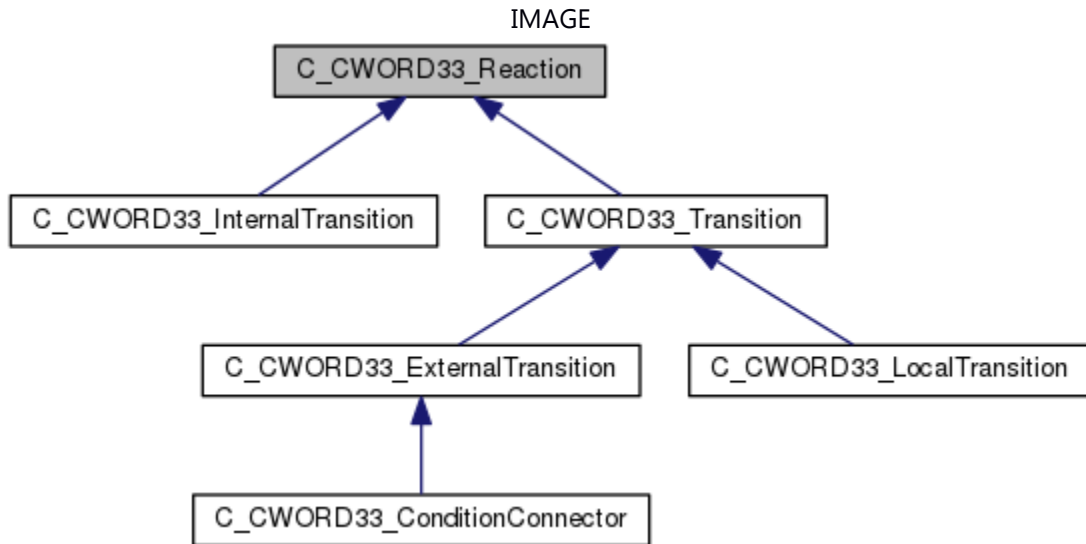 IMAGE
C_CWORD33_Reaction
C_CWORD33_InternalTransition
C_CWORD33_Transition
C_CWORD33_ExternalTransition
C_CWORD33_LocalTransition
C_CWORD33_ConditionConnector